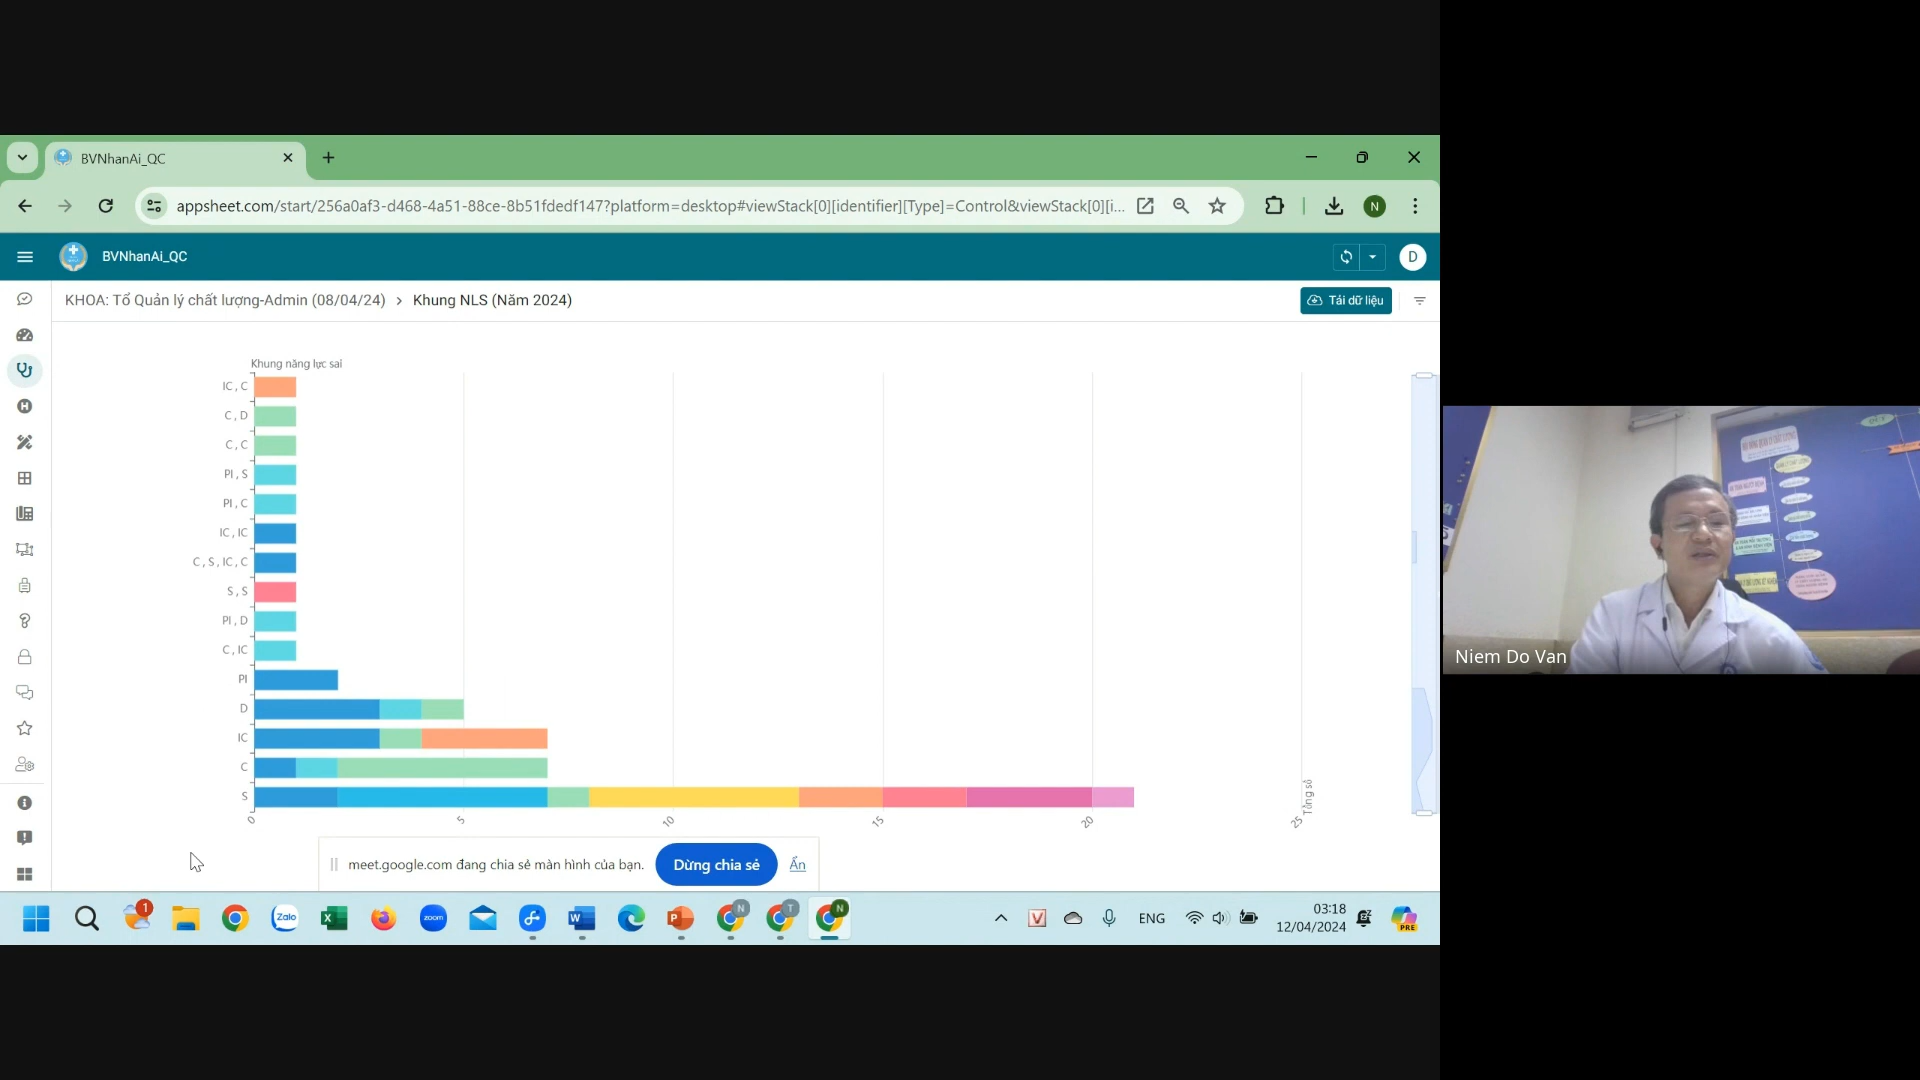 BVNhanAi_QC
appsheet.com/start/256a0af3-d468-4a51-88ce-8b51fdedf147?platform=desktop#viewStack[0][identifier][Type]=Control&viewStack[0][i...
N
BVNhanAi_QC
D
KHOA: Tổ Quản lý chất lượng-Admin (08/04/24) > Khung NLS (Năm 2024)
Tải dữ liệu
Khung năng lực sai
IC , C
C , D
C , C
PI , S
PI , C
IC , IC
C , S , IC , C
S , S
PI , D
C , IC
PI
D
IC
C
S
0
5
10
15
20
25
Tổng số
meet.google.com đang chia sẻ màn hình của bạn.
Dừng chia sẻ
Ẩn
Niem Do Van
1
Zalo
zoom
N
T
N
ENG
03:18
12/04/2024
PRE